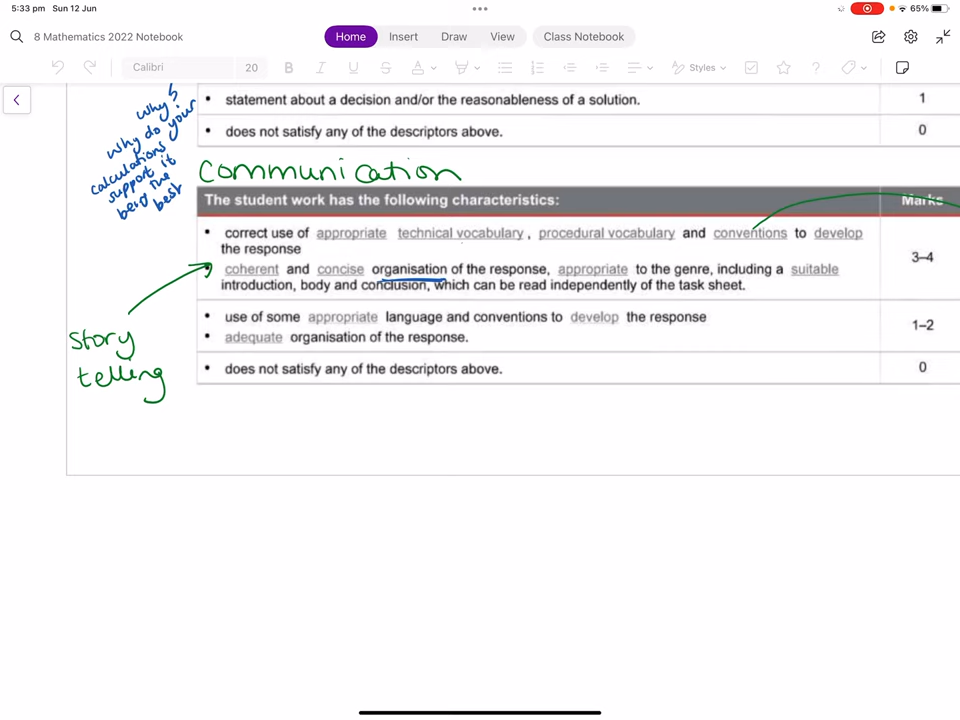 5:33 pm Sun 12 Jun
65%
8 Mathematics 2022 Notebook
Home Insert Draw View Class Notebook
Calibri 20 B I U S A Styles ?
why?
why do your
calculations
support it
being the
best
• statement about a decision and/or the reasonableness of a solution. 1
• does not satisfy any of the descriptors above. 0
Communication
The student work has the following characteristics: Marks
• correct use of appropriate technical vocabulary, procedural vocabulary and conventions to develop
the response
3–4
• coherent and concise organisation of the response, appropriate to the genre, including a suitable
introduction, body and conclusion, which can be read independently of the task sheet.
story
telling
• use of some appropriate language and conventions to develop the response
1–2
• adequate organisation of the response.
• does not satisfy any of the descriptors above. 0